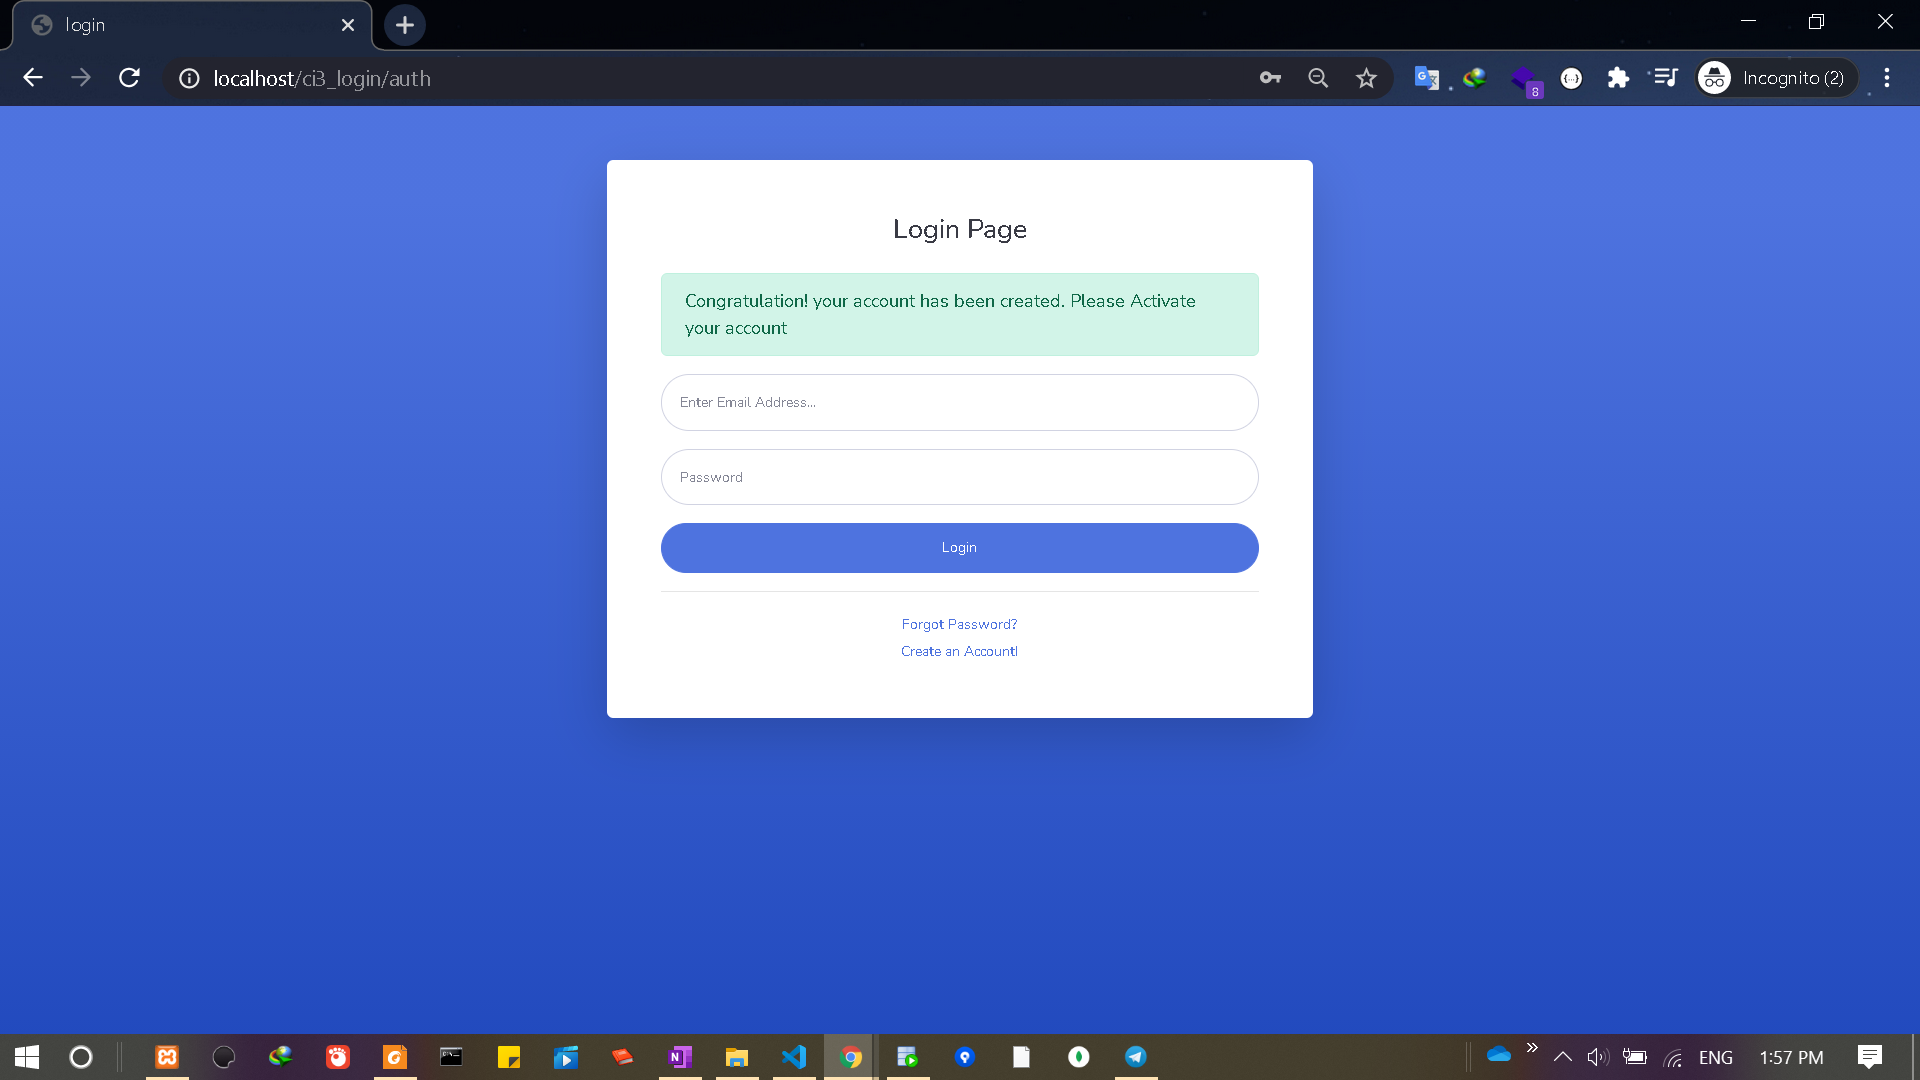 login
localhost/ci3_login/auth
8
Incognito (2)
Login Page
Congratulation! your account has been created. Please Activate
your account
Enter Email Address...
Password
Login
Forgot Password?
Create an Account!
ENG
1:57 PM